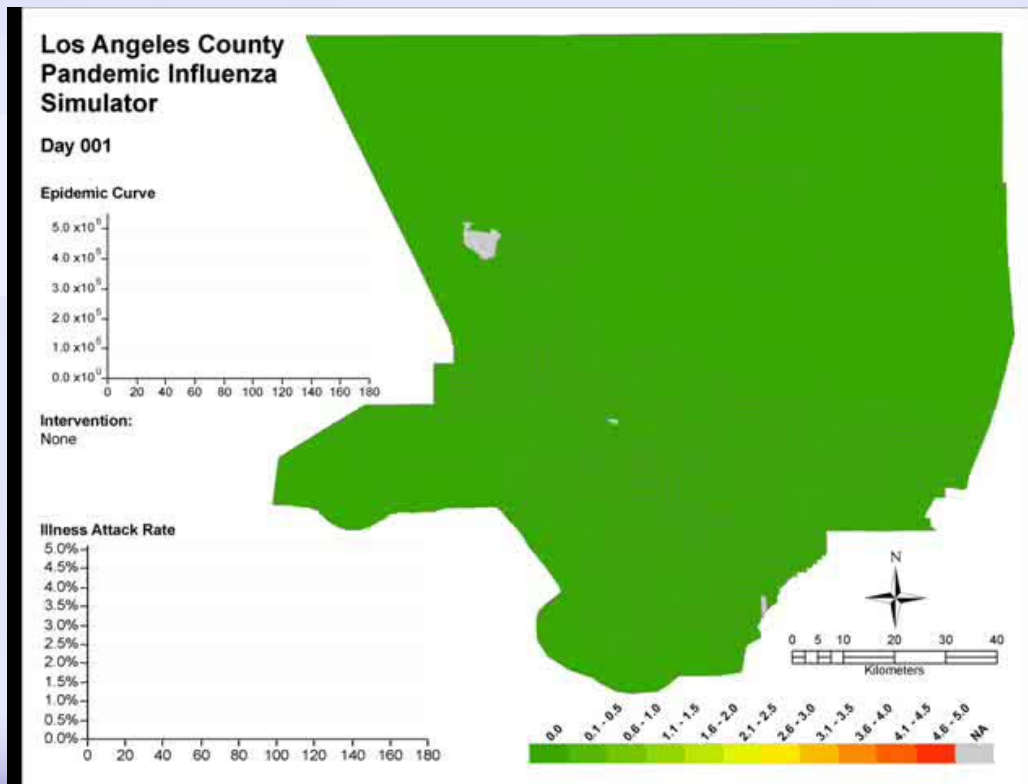 Los Angeles County
Pandemic Influenza
Simulator
Day 001
Epidemic Curve
5.0 x10⁵
4.0 x10⁵
3.0 x10⁵
2.0 x10⁵
1.0 x10⁵
0.0 x10⁰
0 20 40 60 80 100 120 140 160 180
Intervention:
None
Illness Attack Rate
5.0%
4.5%
4.0%
3.5%
3.0%
2.5%
2.0%
1.5%
1.0%
0.5%
0.0%
0 20 40 60 80 100 120 140 160 180
N
0 5 10 20 30 40
Kilometers
0.0 0.1 - 0.5 0.6 - 1.0 1.1 - 1.5 1.6 - 2.0 2.1 - 2.5 2.6 - 3.0 3.1 - 3.5 3.6 - 4.0 4.1 - 4.5 4.6 - 5.0 NA